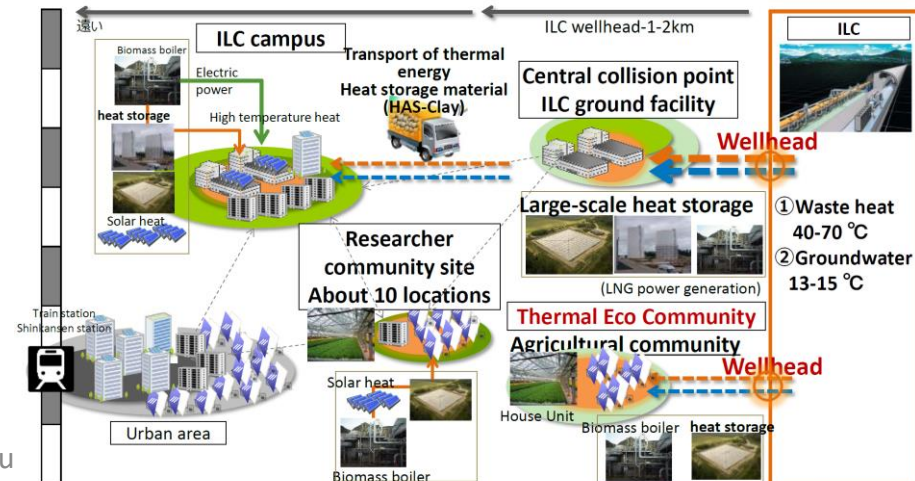 遠い
ILC wellhead-1-2km
ILC
Biomass boiler
ILC campus
Electric
power
High temperature heat
heat storage
Solar heat
Transport of thermal
energy
Heat storage material
(HAS-Clay)
Central collision point
ILC ground facility
Wellhead
①Waste heat
40-70 ℃
②Groundwater
13-15 ℃
Large-scale heat storage
(LNG power generation)
Researcher
community site
About 10 locations
Train station
Shinkansen station
Urban area
Solar heat
Biomass boiler
Thermal Eco Community
Agricultural community
Wellhead
House Unit
Biomass boiler
heat storage
u